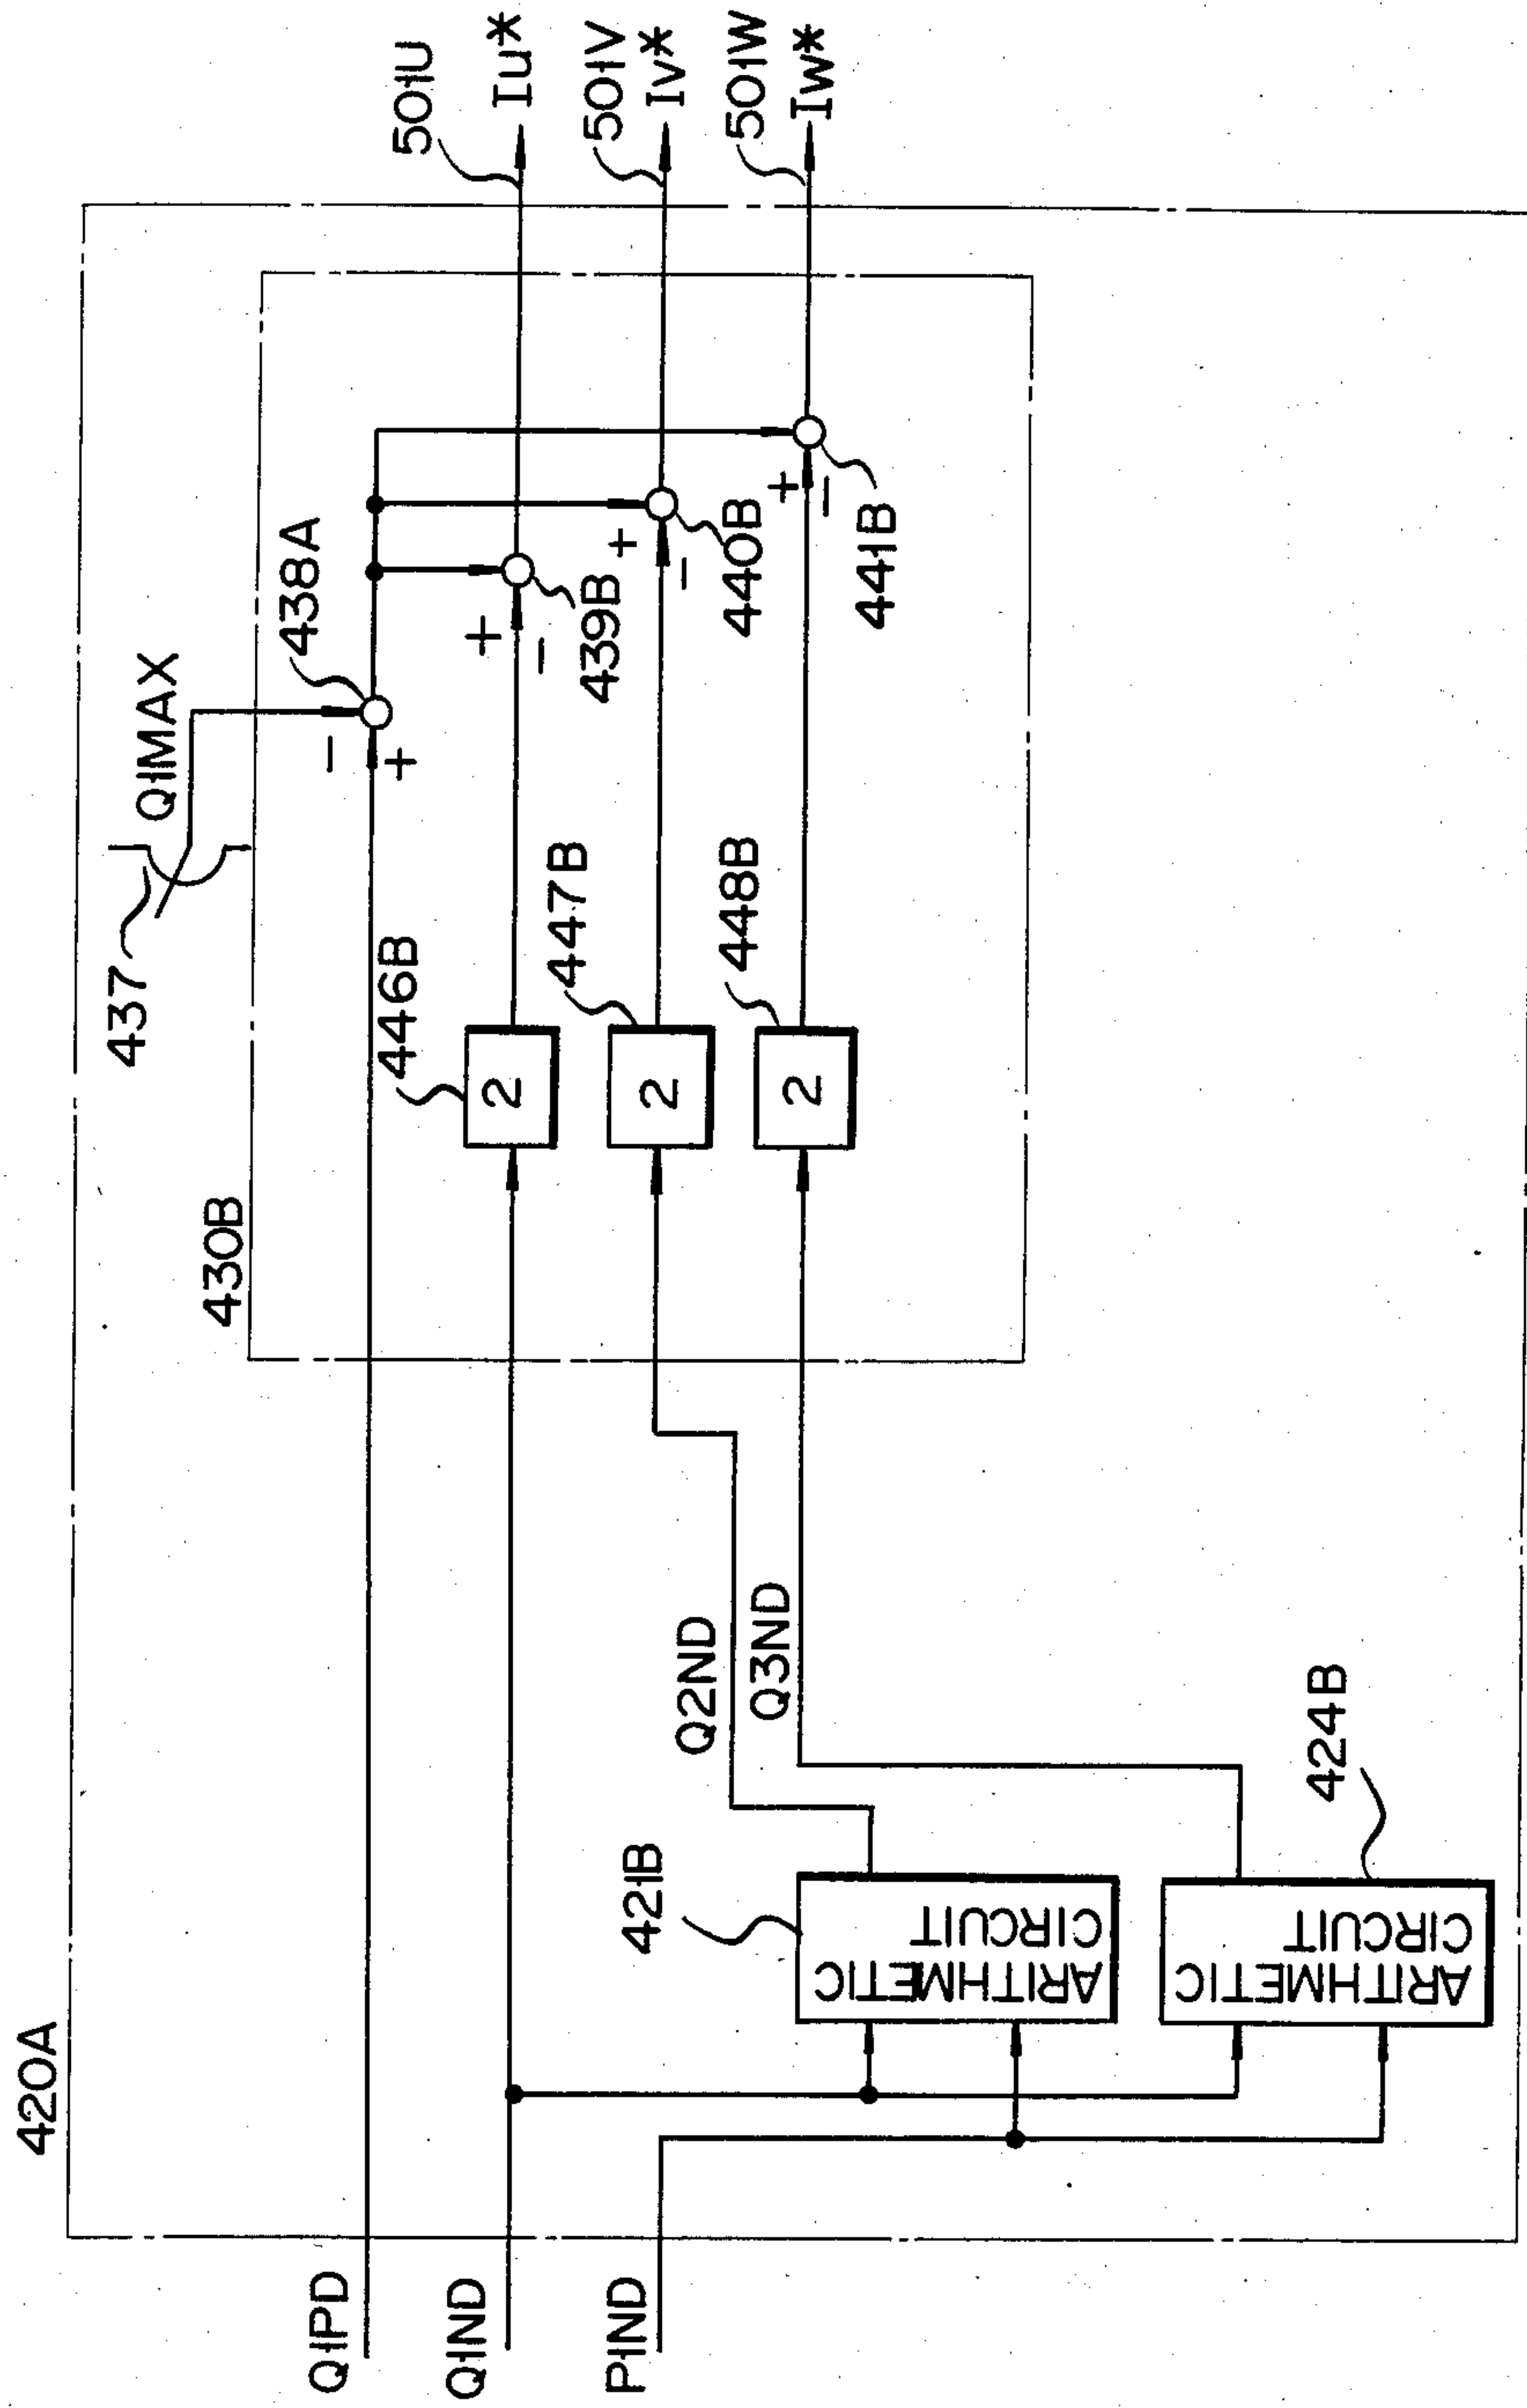 420A
437
Q1MAX
438A
430B
446B
447B
448B
2
2
2
-
+
+
-
439B
+
-
440B
+
-
441B
501U
Iu*
501V
Iv*
501W
Iw*
Q1PD
Q1ND
P1ND
Q2ND
Q3ND
421B
ARITHMETIC
CIRCUIT
424B
ARITHMETIC
CIRCUIT